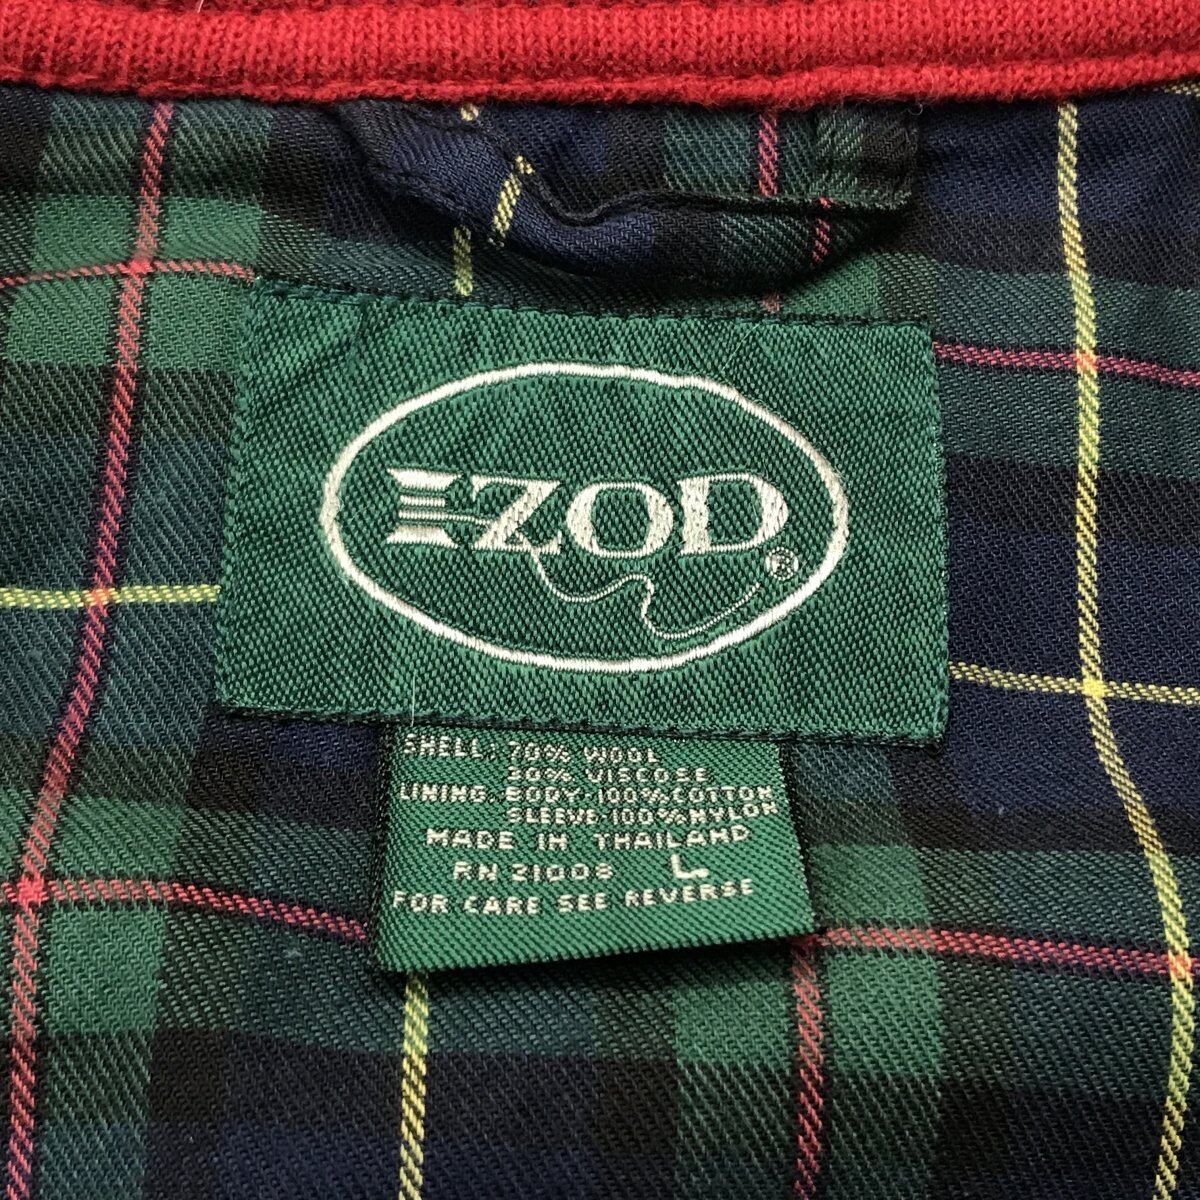 IZOD ®
SHELL: 70% WOOL
30% VISCOSE
LINING: BODY-100% COTTON
SLEEVE-100% NYLON
MADE IN THAILAND
RN 21008 L
FOR CARE SEE REVERSE